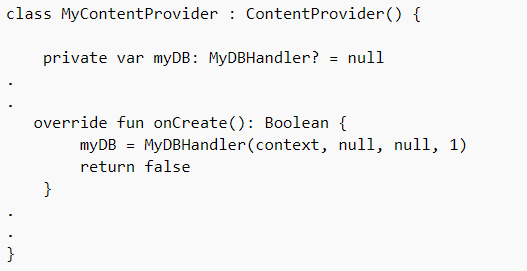 class MyContentProvider : ContentProvider() {
    private var myDB: MyDBHandler? = null
.
.
   override fun onCreate(): Boolean {
        myDB = MyDBHandler(context, null, null, 1)
        return false
    }
.
.
}